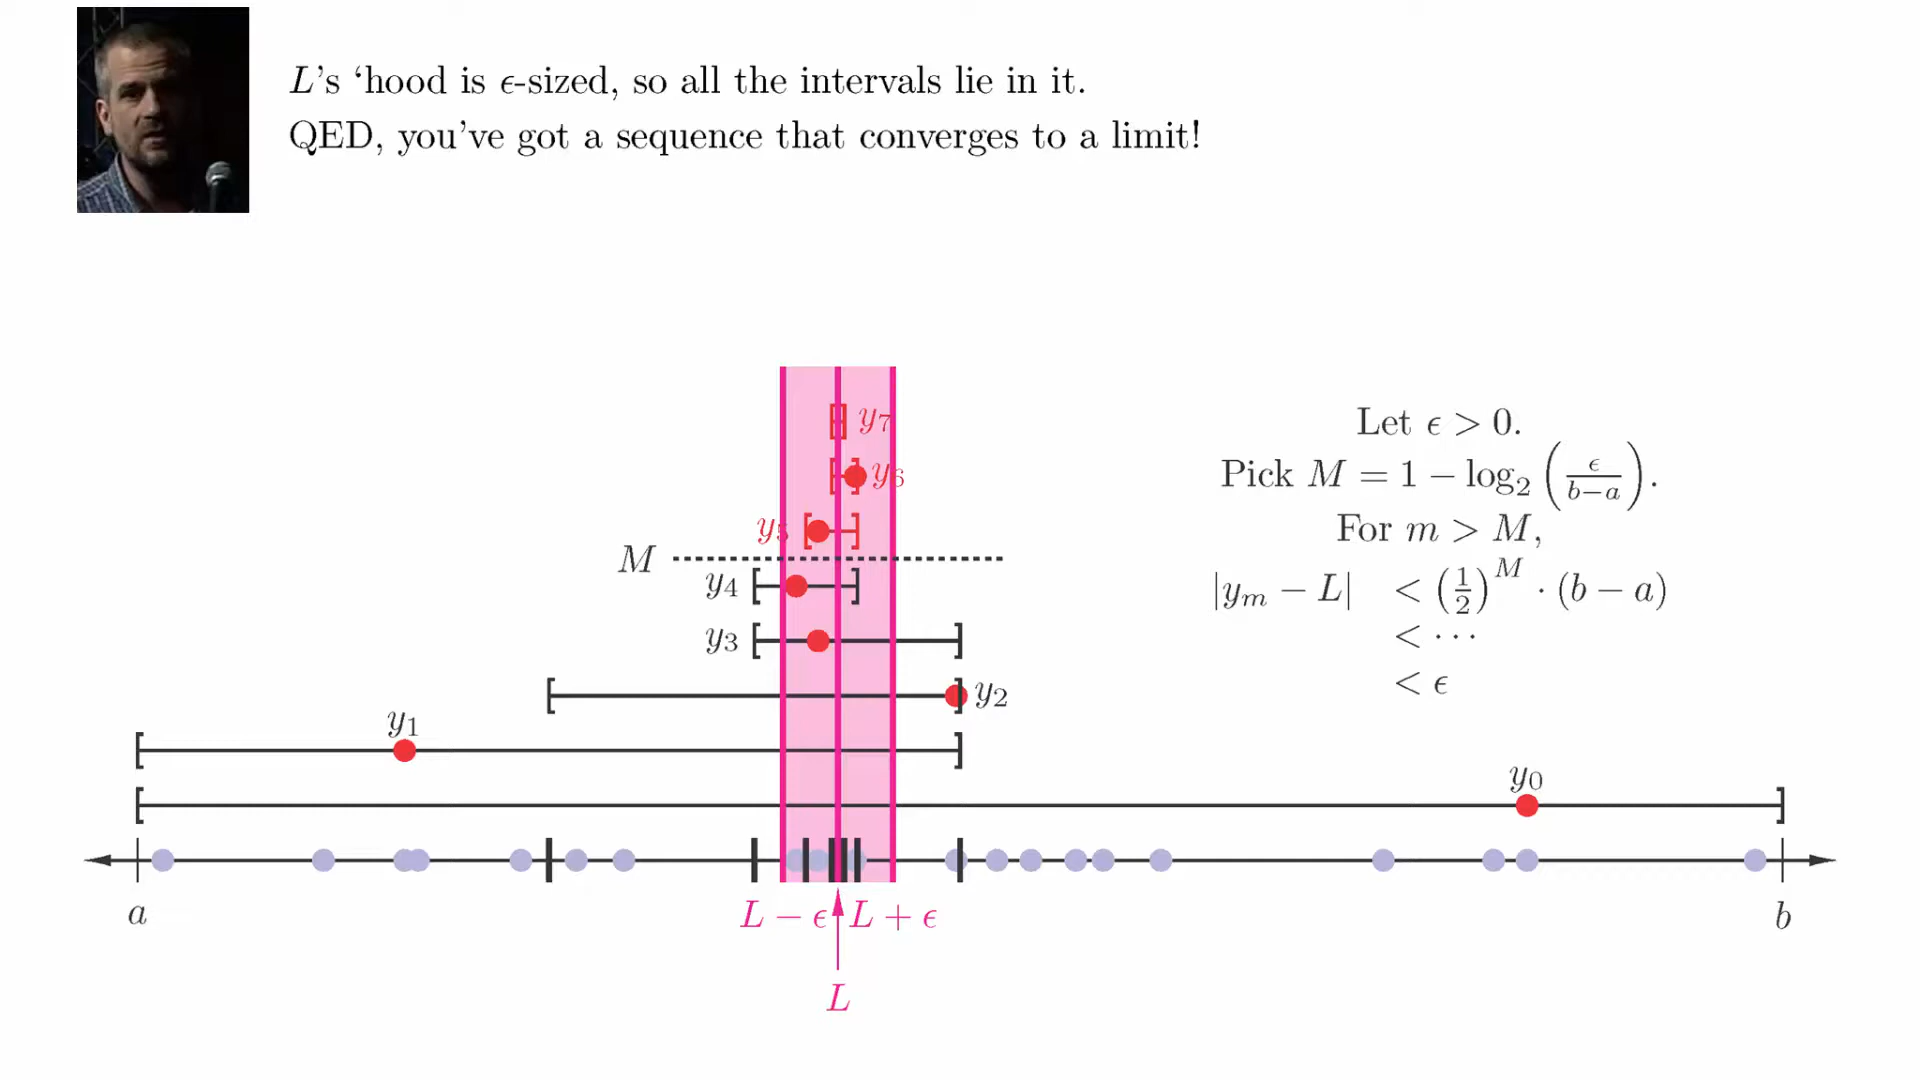 L's ‘hood is ϵ-sized, so all the intervals lie in it.
QED, you've got a sequence that converges to a limit!
y₇
y₆
y₅
M
y₄
y₃
y₂
y₁
y₀
a
L − ϵ
L + ϵ
b
L
Let ϵ > 0.
Pick M = 1 − log₂ (ϵ/(b−a)).
For m > M,
|yₘ − L| < (1/2)ᴹ · (b − a)
< ⋯
< ϵ